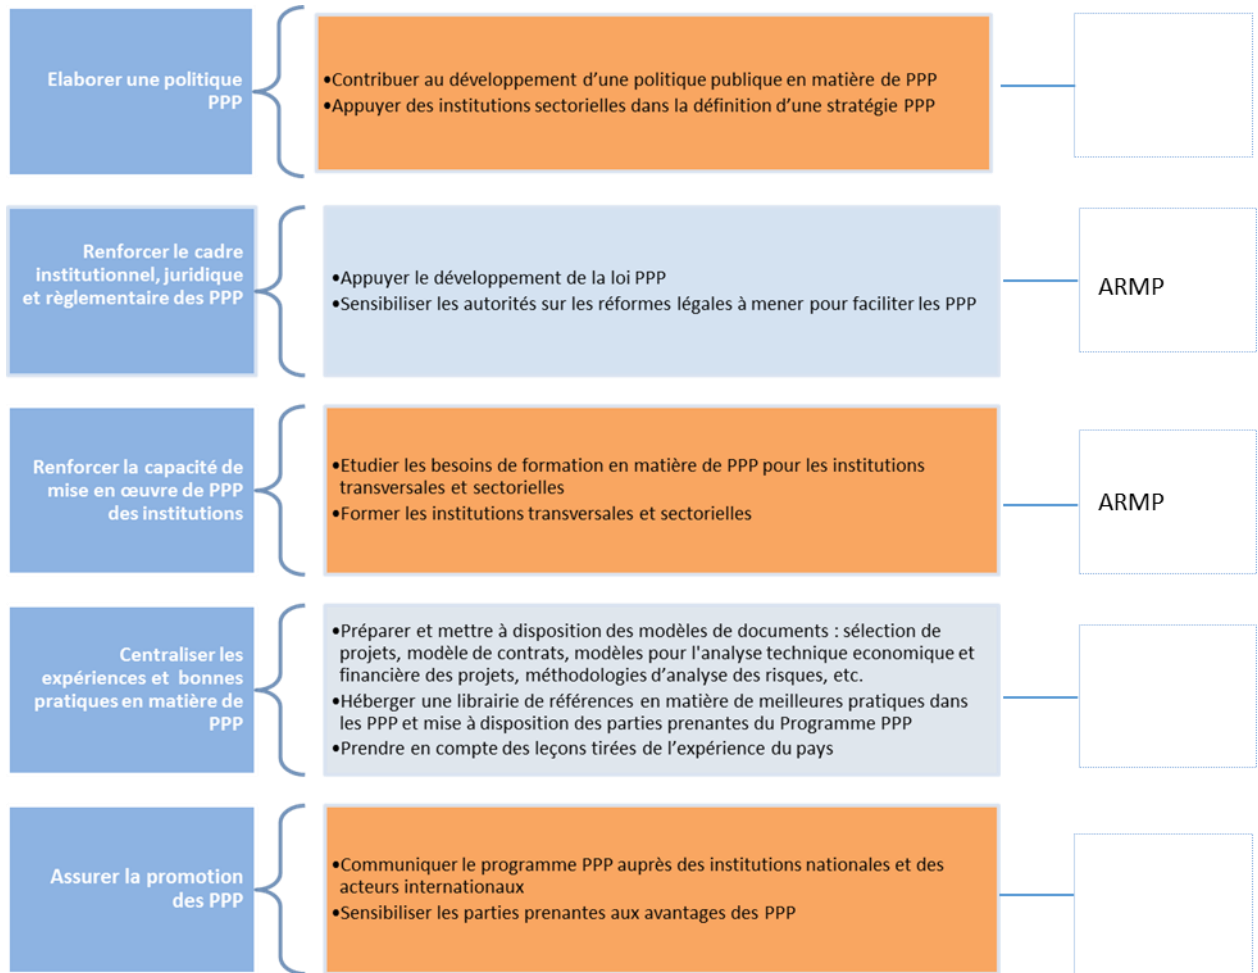 Elaborer une politique
PPP
•Contribuer au développement d’une politique publique en matière de PPP
•Appuyer des institutions sectorielles dans la définition d’une stratégie PPP
Renforcer le cadre
institutionnel, juridique
et règlementaire des PPP
•Appuyer le développement de la loi PPP
•Sensibiliser les autorités sur les réformes légales à mener pour faciliter les PPP
ARMP
Renforcer la capacité de
mise en œuvre de PPP
des institutions
•Etudier les besoins de formation en matière de PPP pour les institutions
transversales et sectorielles
•Former les institutions transversales et sectorielles
ARMP
Centraliser les
expériences et bonnes
pratiques en matière de
PPP
•Préparer et mettre à disposition des modèles de documents : sélection de
projets, modèle de contrats, modèles pour l'analyse technique economique et
financière des projets, méthodologies d’analyse des risques, etc.
•Héberger une librairie de références en matière de meilleures pratiques dans
les PPP et mise à disposition des parties prenantes du Programme PPP
•Prendre en compte des leçons tirées de l’expérience du pays
Assurer la promotion
des PPP
•Communiquer le programme PPP auprès des institutions nationales et des
acteurs internationaux
•Sensibiliser les parties prenantes aux avantages des PPP